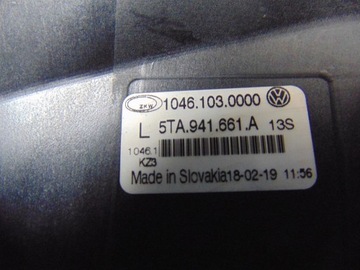 ZKW 1046.103.0000
L 5TA.941.661.A 13S
1046.1
KZ3
Made in Slovakia18-02-19 11:56